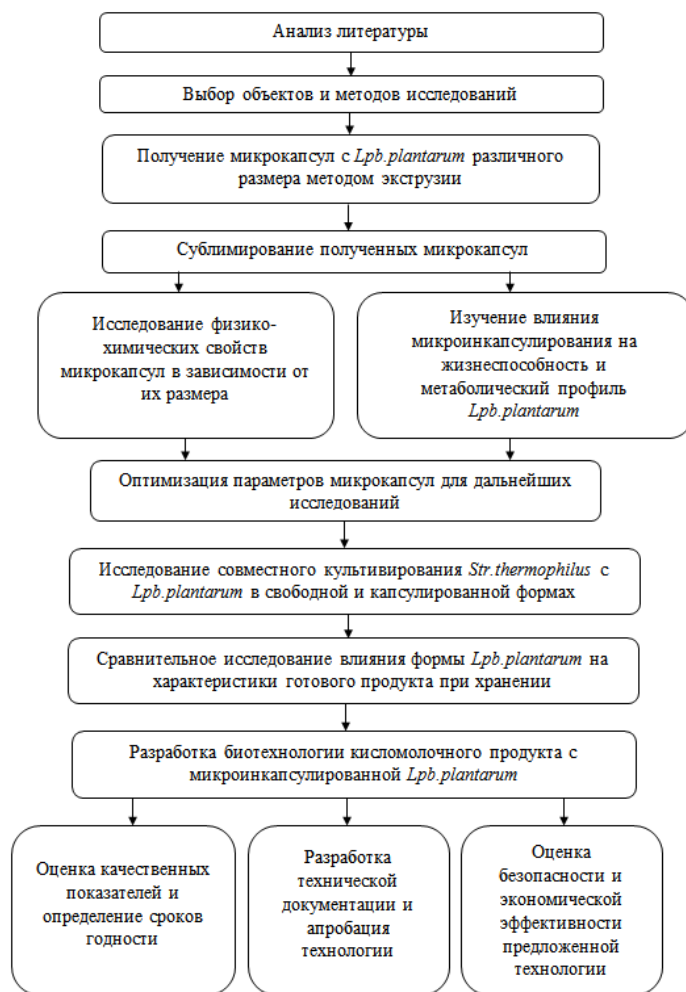 Анализ литературы
Выбор объектов и методов исследований
Получение микрокапсул с Lpb.plantarum различного
размера методом экструзии
Сублимирование полученных микрокапсул
Исследование физико-
химических свойств
микрокапсул в зависимости от
их размера
Изучение влияния
микроинкапсулирования на
жизнеспособность и
метаболический профиль
Lpb.plantarum
Оптимизация параметров микрокапсул для дальнейших
исследований
Исследование совместного культивирования Str.thermophilus с
Lpb.plantarum в свободной и капсулированной формах
Сравнительное исследование влияния формы Lpb.plantarum на
характеристики готового продукта при хранении
Разработка биотехнологии кисломолочного продукта с
микроинкапсулированной Lpb.plantarum
Оценка качественных
показателей и
определение сроков
годности
Разработка
технической
документации и
апробация
технологии
Оценка
безопасности и
экономической
эффективности
предложенной
технологии